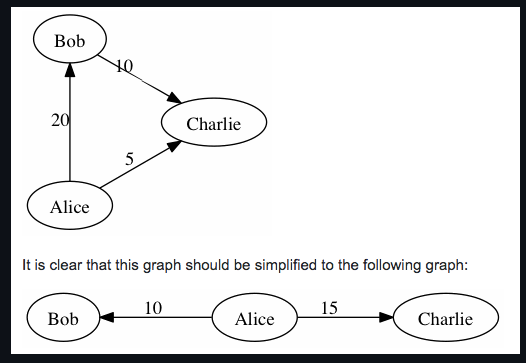 Bob
10
20
Charlie
5
Alice
It is clear that this graph should be simplified to the following graph:
Bob 10 Alice 15 Charlie